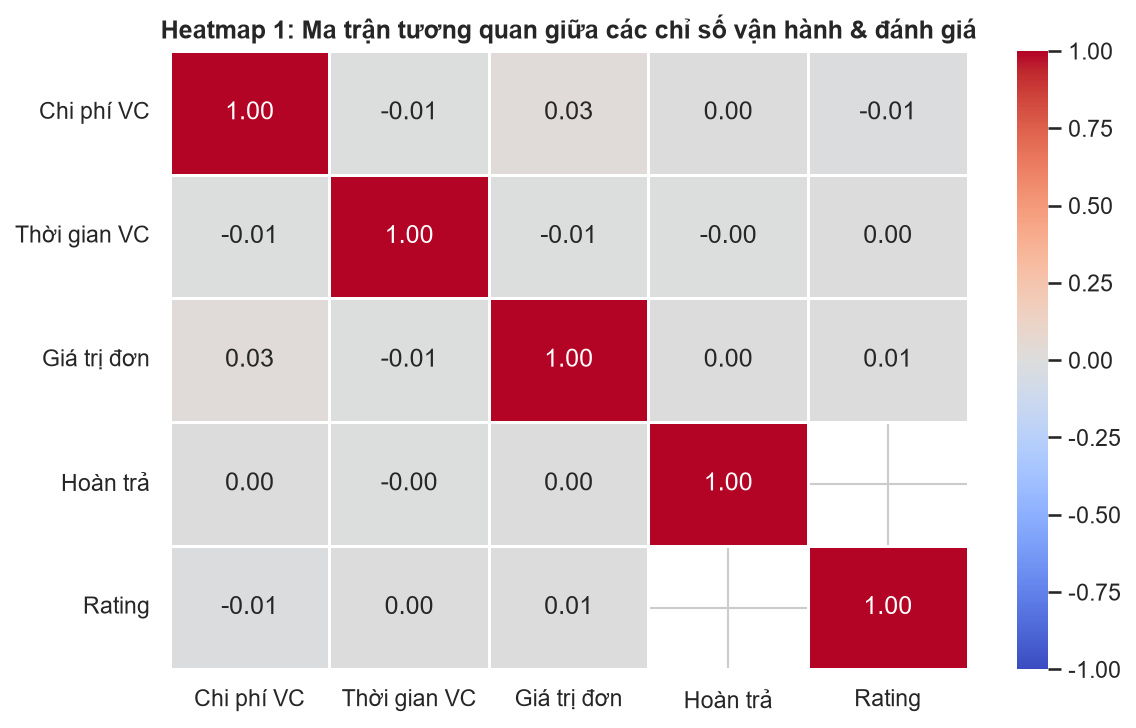 Heatmap 1: Ma trận tương quan giữa các chỉ số vận hành & đánh giá
Chi phí VC 1.00 -0.01 0.03 0.00 -0.01
Thời gian VC -0.01 1.00 -0.01 -0.00 0.00
Giá trị đơn 0.03 -0.01 1.00 0.00 0.01
Hoàn trả 0.00 -0.00 0.00 1.00
Rating -0.01 0.00 0.01 1.00
Chi phí VC Thời gian VC Giá trị đơn Hoàn trả Rating
1.00
0.75
0.50
0.25
0.00
-0.25
-0.50
-0.75
-1.00